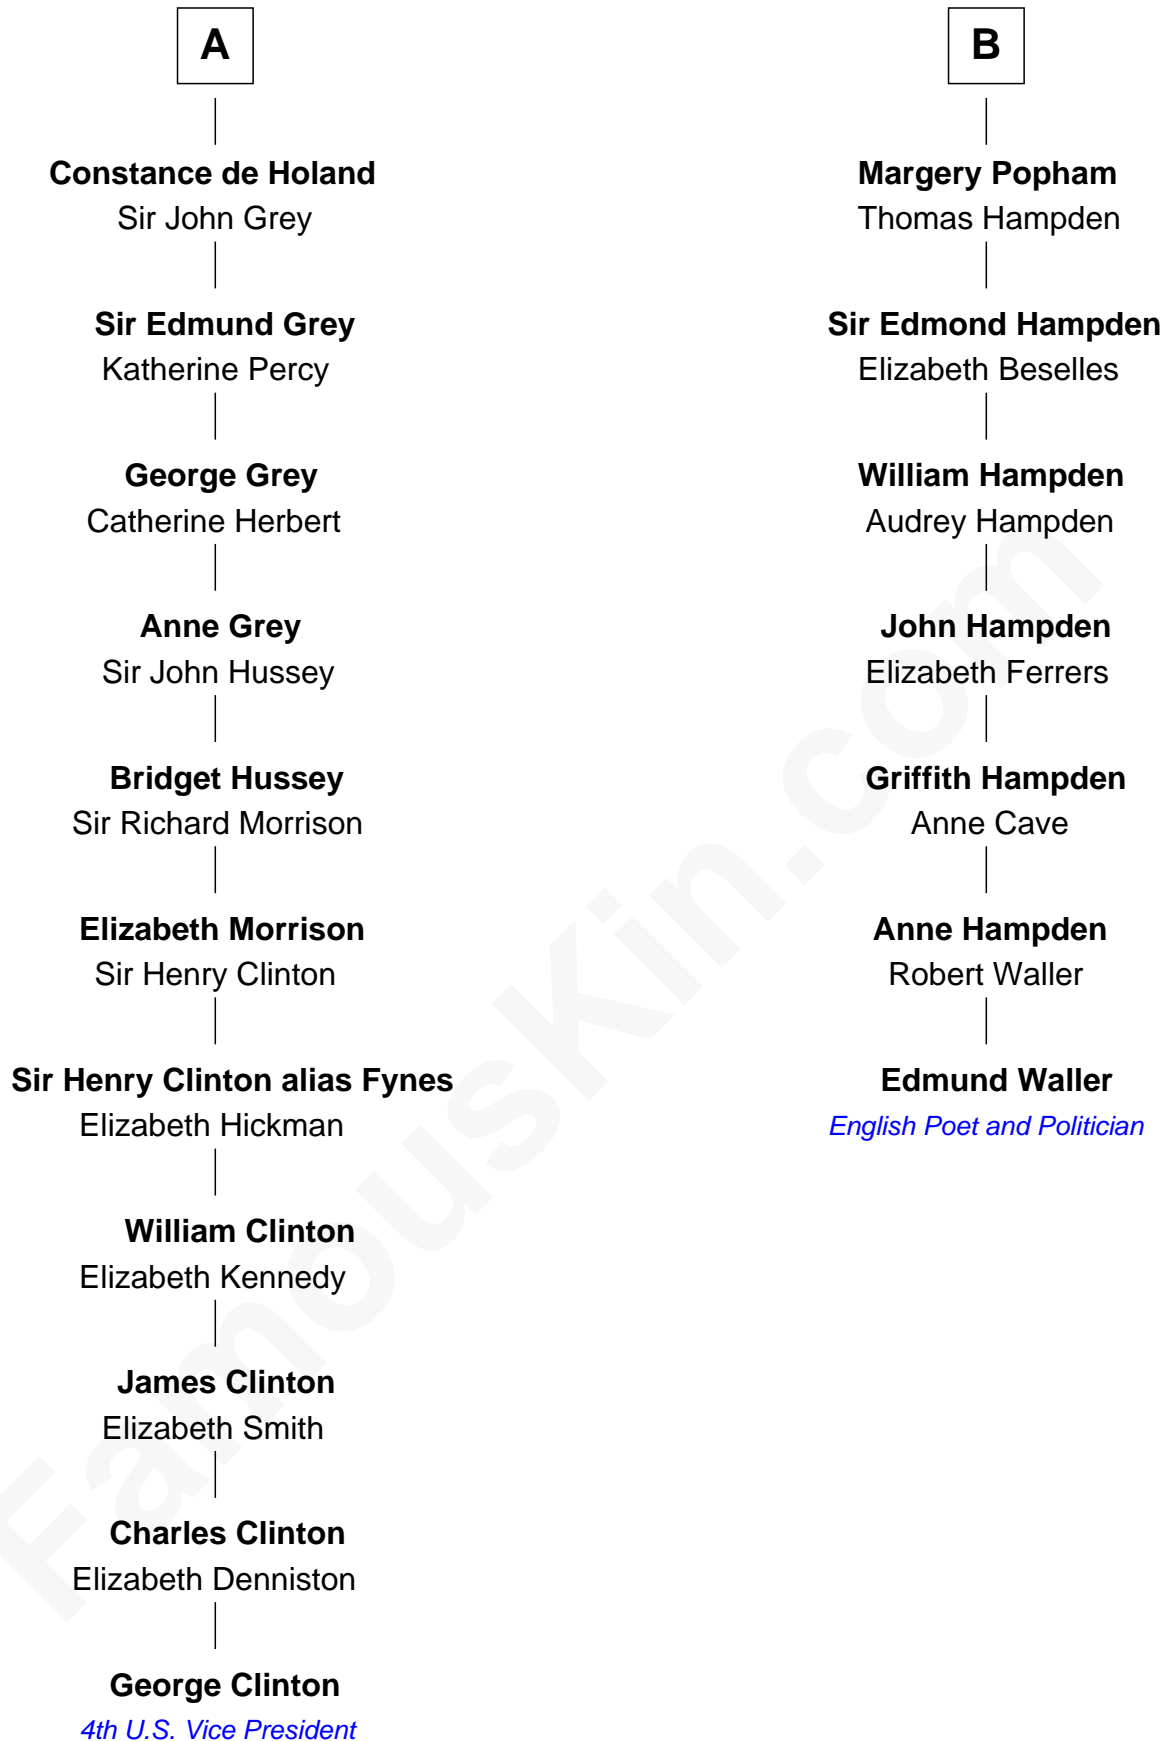 A
Constance de Holand
Sir John Grey
Sir Edmund Grey
Katherine Percy
George Grey
Catherine Herbert
Anne Grey
Sir John Hussey
Bridget Hussey
Sir Richard Morrison
Elizabeth Morrison
Sir Henry Clinton
Sir Henry Clinton alias Fynes
Elizabeth Hickman
William Clinton
Elizabeth Kennedy
James Clinton
Elizabeth Smith
Charles Clinton
Elizabeth Denniston
George Clinton
4th U.S. Vice President
B
Margery Popham
Thomas Hampden
Sir Edmond Hampden
Elizabeth Beselles
William Hampden
Audrey Hampden
John Hampden
Elizabeth Ferrers
Griffith Hampden
Anne Cave
Anne Hampden
Robert Waller
Edmund Waller
English Poet and Politician
FamousKin.com